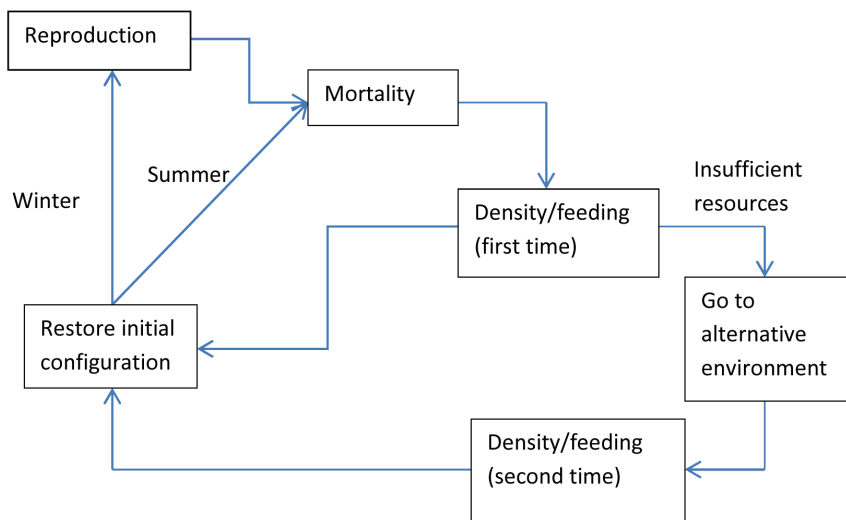 Reproduction
Mortality
Summer
Winter
Insufficient
resources
Density/feeding
(first time)
Go to
alternative
environment
Restore initial
configuration
Density/feeding
(second time)